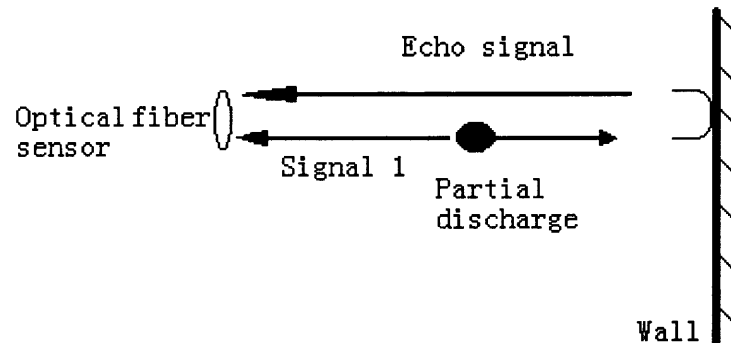 Echo signal
Optical fiber
sensor
Signal 1
Partial
discharge
Wall